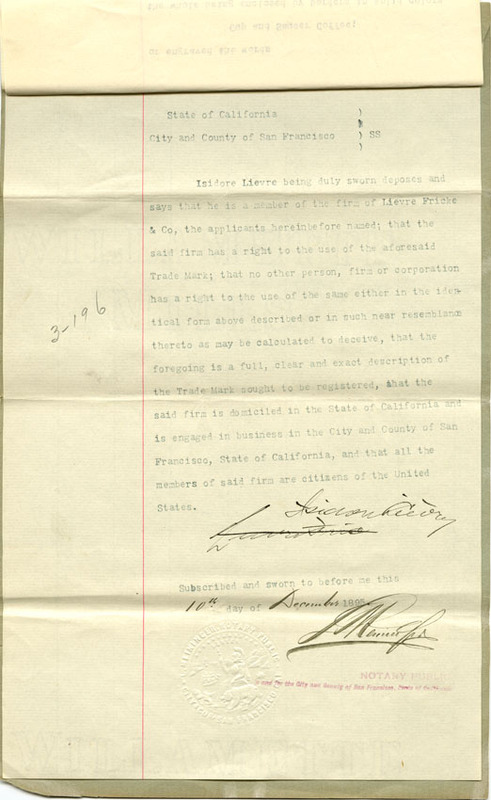 State of California )
City and County of San Francisco ) SS
)
Isidore Lievre being duly sworn deposes and
says that he is a member of the firm of Lievre Fricke
& Co, the applicants hereinbefore named; that the
said firm has a right to the use of the aforesaid
Trade Mark; that no other person, firm or corporation
has a right to the use of the same either in the iden-
tical form above described or in such near resemblance
thereto as may be calculated to deceive, that the
foregoing is a full, clear and exact description of
the Trade Mark sought to be registered, that the
said firm is domiciled in the State of California and
is engaged in business in the City and County of San
Francisco, State of California, and that all the
members of said firm are citizens of the United
States.
3-196
Isidore Lievre
Subscribed and sworn to before me this
10th day of December 189
NOTARY PUBLIC
in and for the City and County of San Francisco, State of California